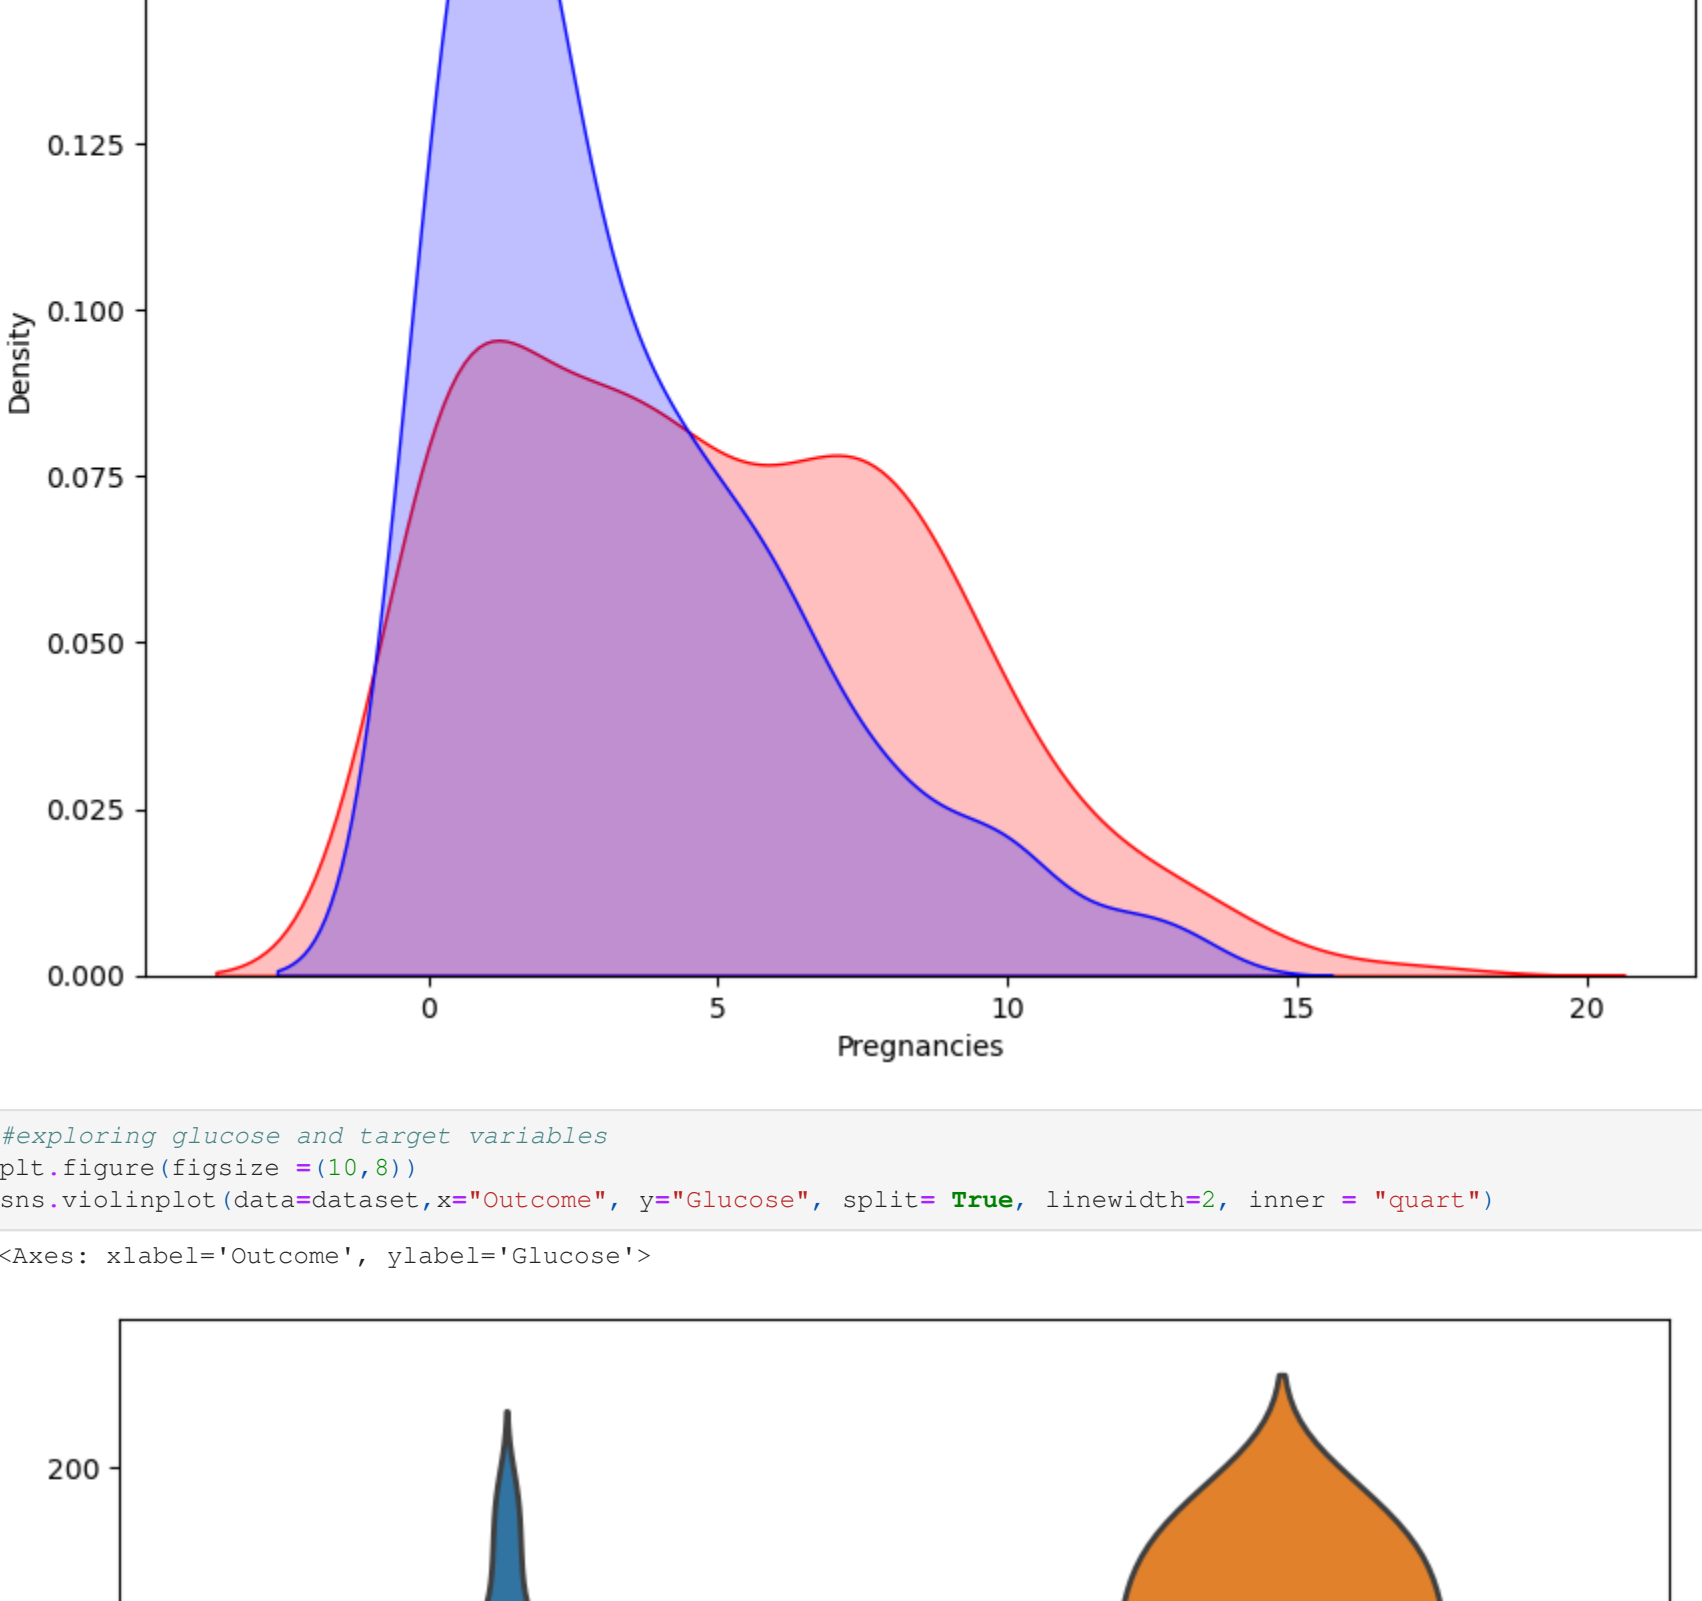 0.125
0.100
0.075
0.050
0.025
0.000
Density
0 5 10 15 20
Pregnancies
#exploring glucose and target variables
plt.figure(figsize =(10,8))
sns.violinplot(data=dataset,x="Outcome", y="Glucose", split= True, linewidth=2, inner = "quart")
<Axes: xlabel='Outcome', ylabel='Glucose'>
200